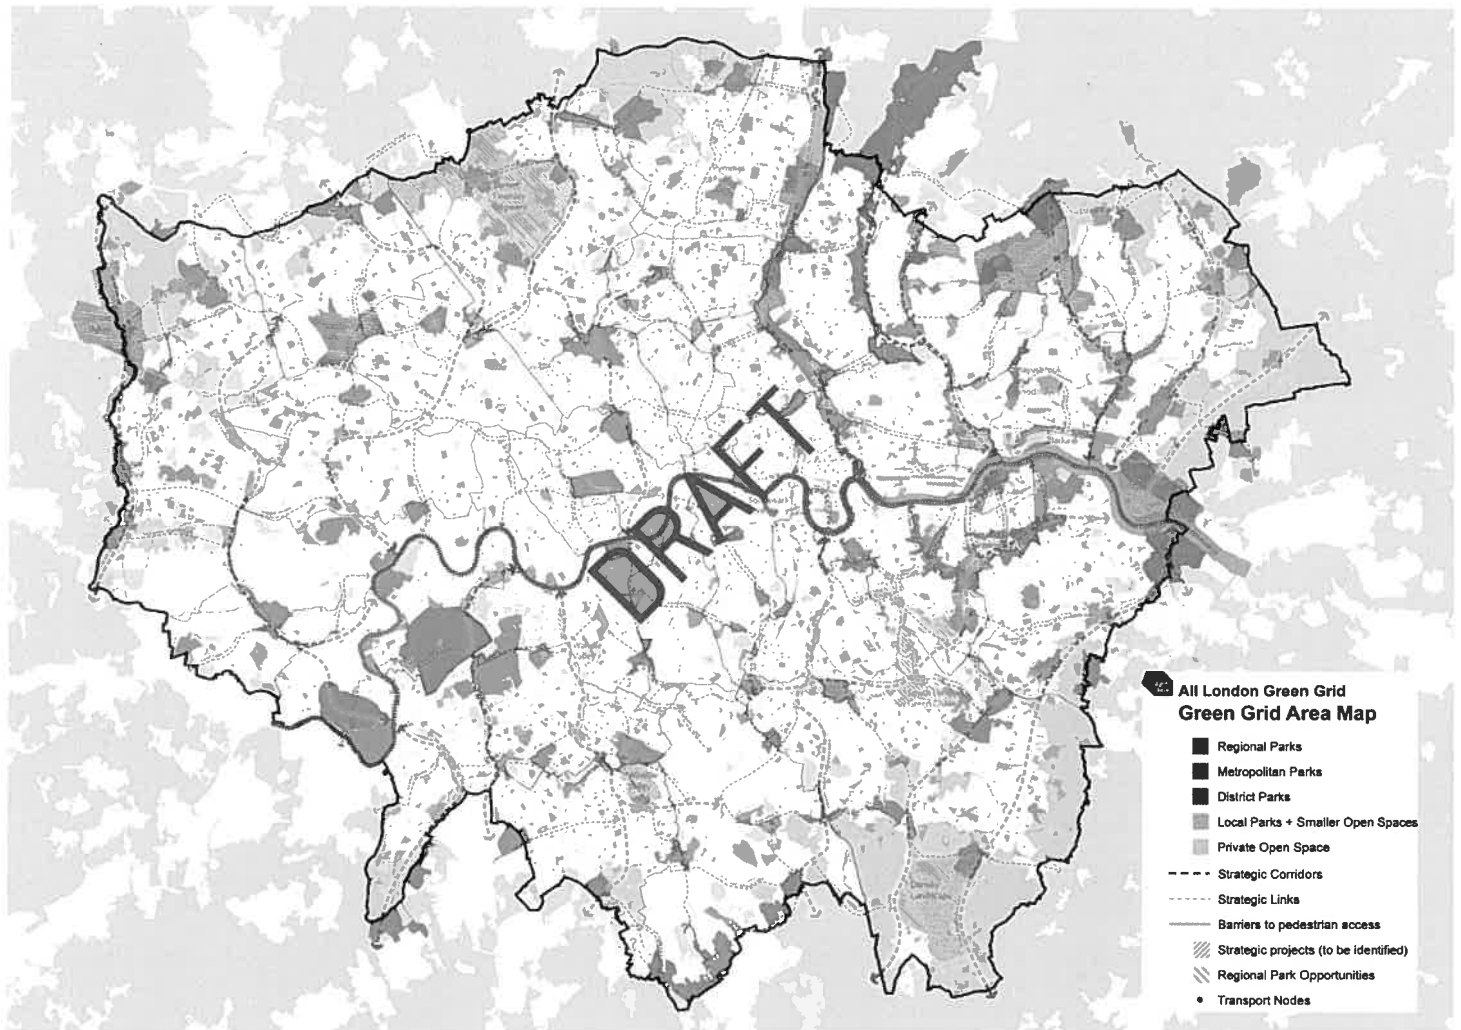 DRAFT
All London Green Grid
Green Grid Area Map
Regional Parks
Metropolitan Parks
District Parks
Local Parks + Smaller Open Spaces
Private Open Space
Strategic Corridors
Strategic Links
Barriers to pedestrian access
Strategic projects (to be identified)
Regional Park Opportunities
Transport Nodes